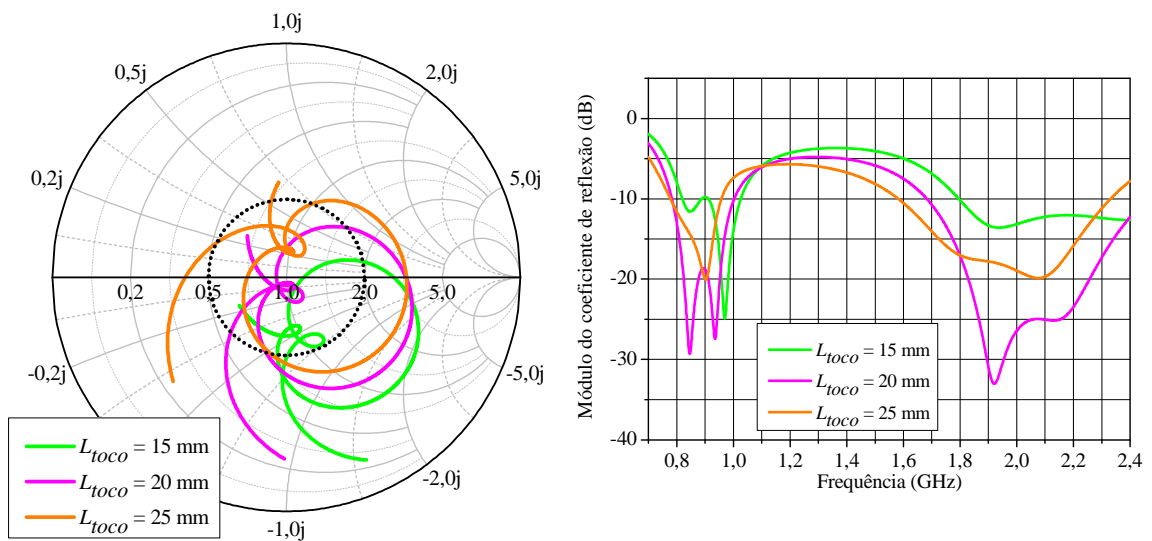 1,0j
0,5j
2,0j
0,2j
5,0j
0,2
0,5
1,0
2,0
5,0
-0,2j
-5,0j
-2,0j
-1,0j
L_toco = 15 mm
L_toco = 20 mm
L_toco = 25 mm
Módulo do coeficiente de reflexão (dB)
0
-10
-20
-30
-40
L_toco = 15 mm
L_toco = 20 mm
L_toco = 25 mm
0,8 1,0 1,2 1,4 1,6 1,8 2,0 2,2 2,4
Frequência (GHz)